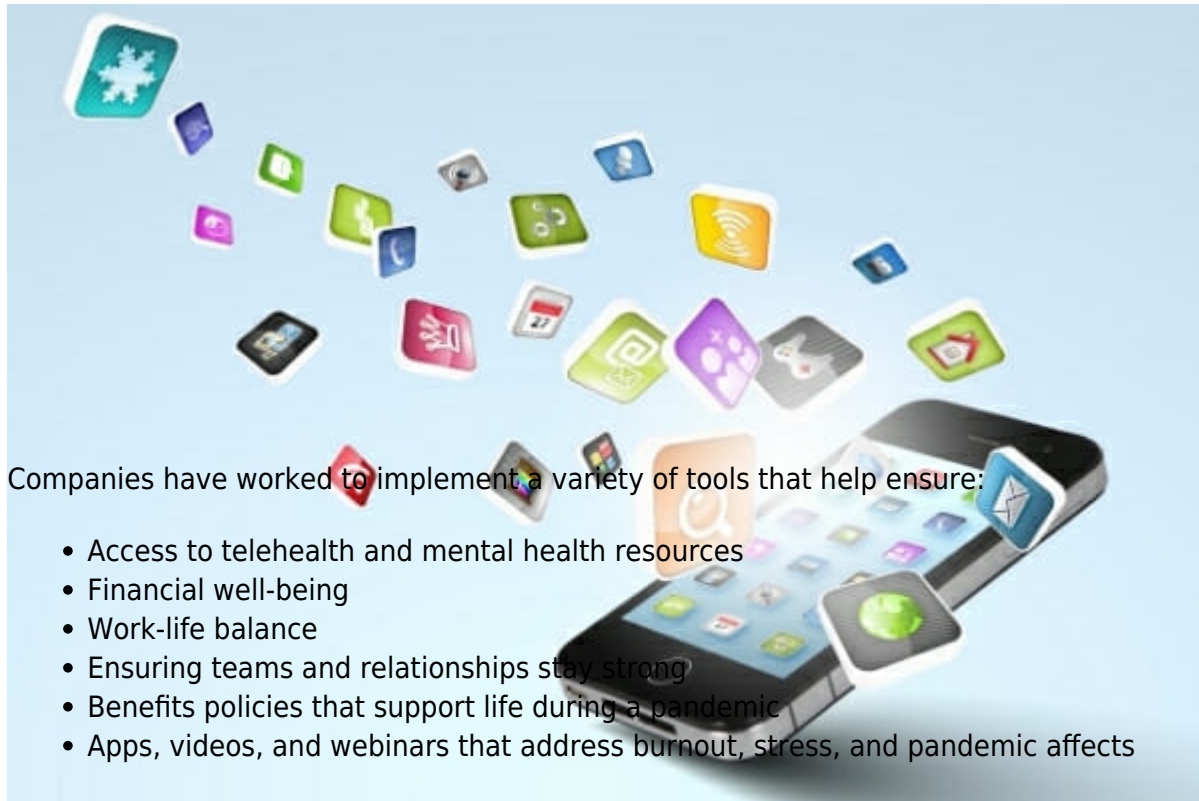 27
Companies have worked to implement a variety of tools that help ensure:
• Access to telehealth and mental health resources
• Financial well-being
• Work-life balance
• Ensuring teams and relationships stay strong
• Benefits policies that support life during a pandemic
• Apps, videos, and webinars that address burnout, stress, and pandemic affects